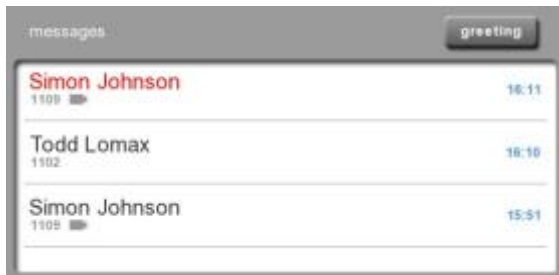 messages
greeting
Simon Johnson
16:11
1109
Todd Lomax
16:10
1102
Simon Johnson
15:51
1109